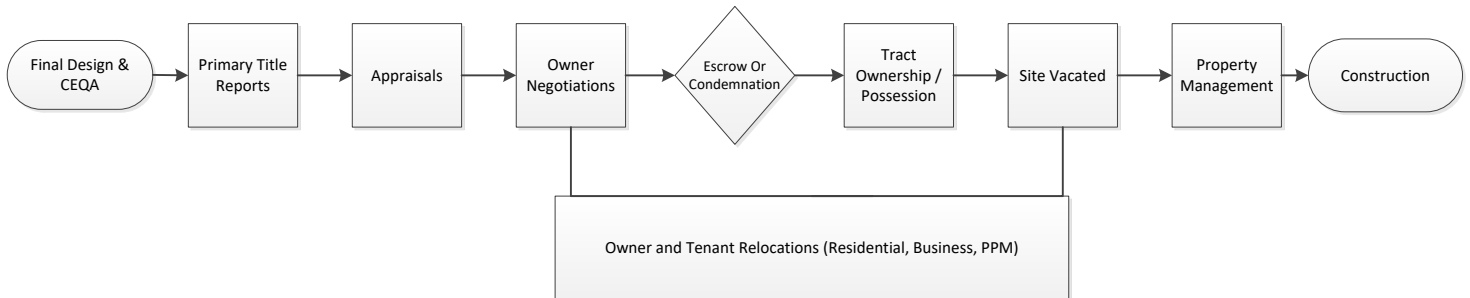 Final Design &
CEQA
Primary Title
Reports
Appraisals
Owner
Negotiations
Escrow Or
Condemnation
Tract
Ownership /
Possession
Site Vacated
Property
Management
Construction
Owner and Tenant Relocations (Residential, Business, PPM)